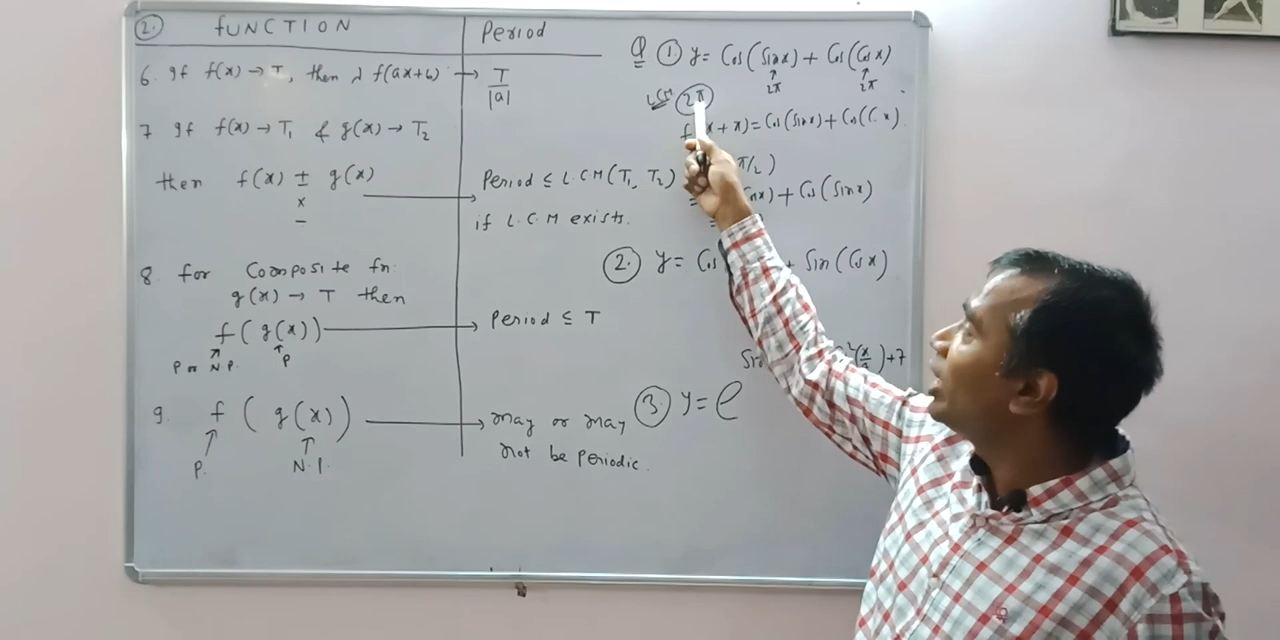 2. fUNCTION Period
6. If f(x) → T, then λ f(ax+b) → T/|a|
7 If f(x) → T₁ & g(x) → T₂
then f(x) ± g(x) → Period ≤ L.C.M(T₁, T₂)
×
–
if L.C.M exists.
8. for Composite fn.
g(x) → T then
f(g(x)) → Period ≤ T
P or N.P. P
9. f(g(x)) → may or may
not be Periodic.
P. N.P.
Q ① y= Cos(Sinx) + Cos(Cosx)
2π 2π
LCM 2π
x + π) = Cos(Sinx) + Cos(C x)
π/2)
nx) + Cos(Sinx)
②. y= Cos + Sin(Cosx)
③ y= e
²(x/ )+7